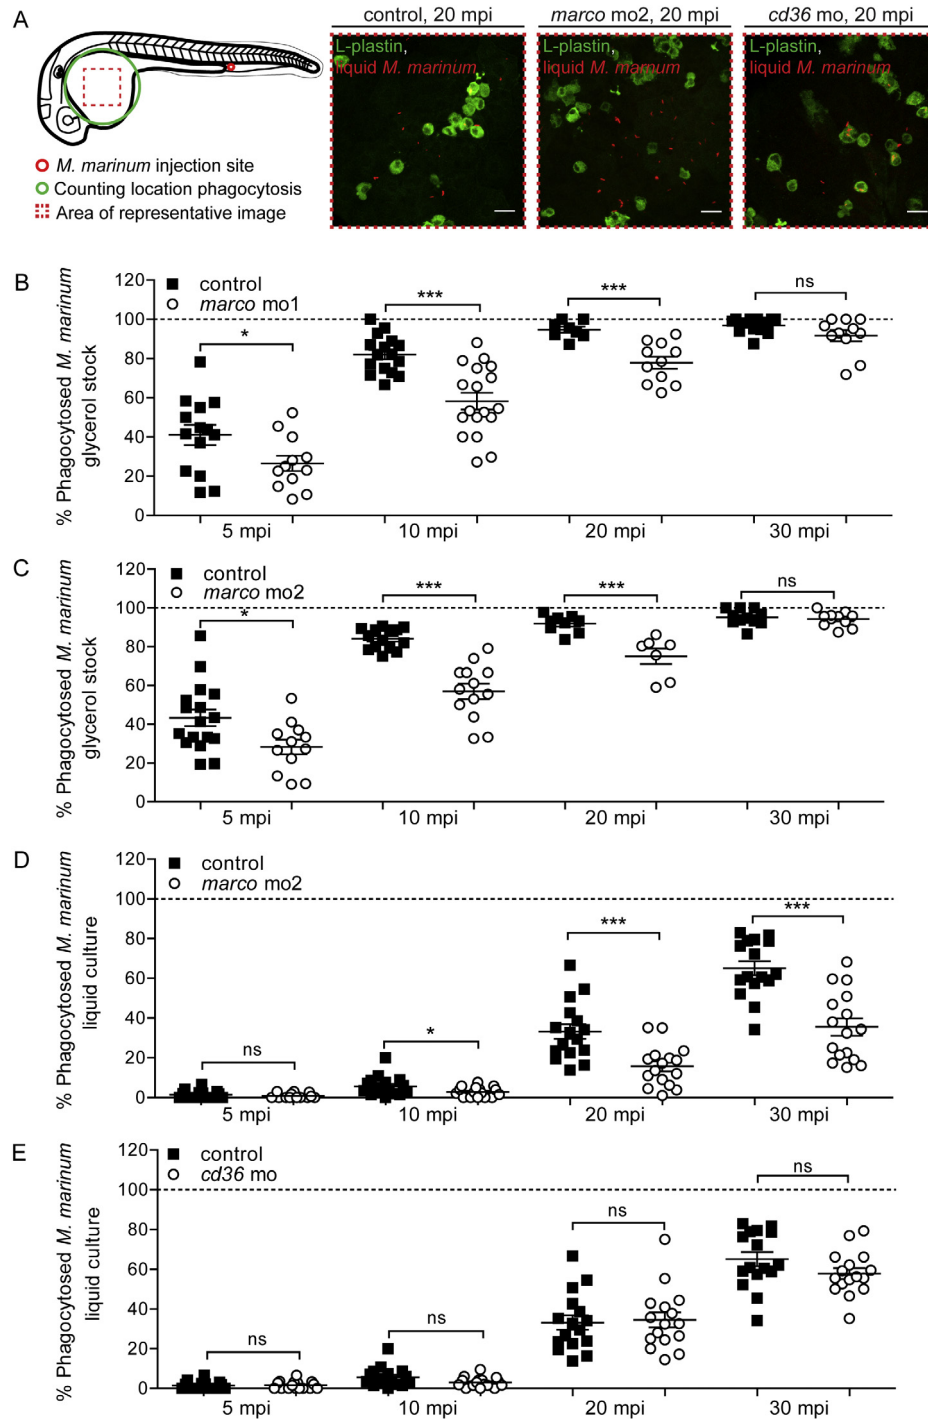 A
control, 20 mpi
marco mo2, 20 mpi
cd36 mo, 20 mpi
L-plastin,
liquid M. marinum
L-plastin,
liquid M. marinum
L-plastin,
liquid M. marinum
M. marinum injection site
Counting location phagocytosis
Area of representative image
B
% Phagocytosed M. marinum
glycerol stock
120
100
80
60
40
20
0
control
marco mo1
*
***
***
ns
5 mpi
10 mpi
20 mpi
30 mpi
C
% Phagocytosed M. marinum
glycerol stock
120
100
80
60
40
20
0
control
marco mo2
*
***
***
ns
5 mpi
10 mpi
20 mpi
30 mpi
D
% Phagocytosed M. marinum
liquid culture
120
100
80
60
40
20
0
control
marco mo2
ns
*
***
***
5 mpi
10 mpi
20 mpi
30 mpi
E
% Phagocytosed M. marinum
liquid culture
120
100
80
60
40
20
0
control
cd36 mo
ns
ns
ns
ns
5 mpi
10 mpi
20 mpi
30 mpi